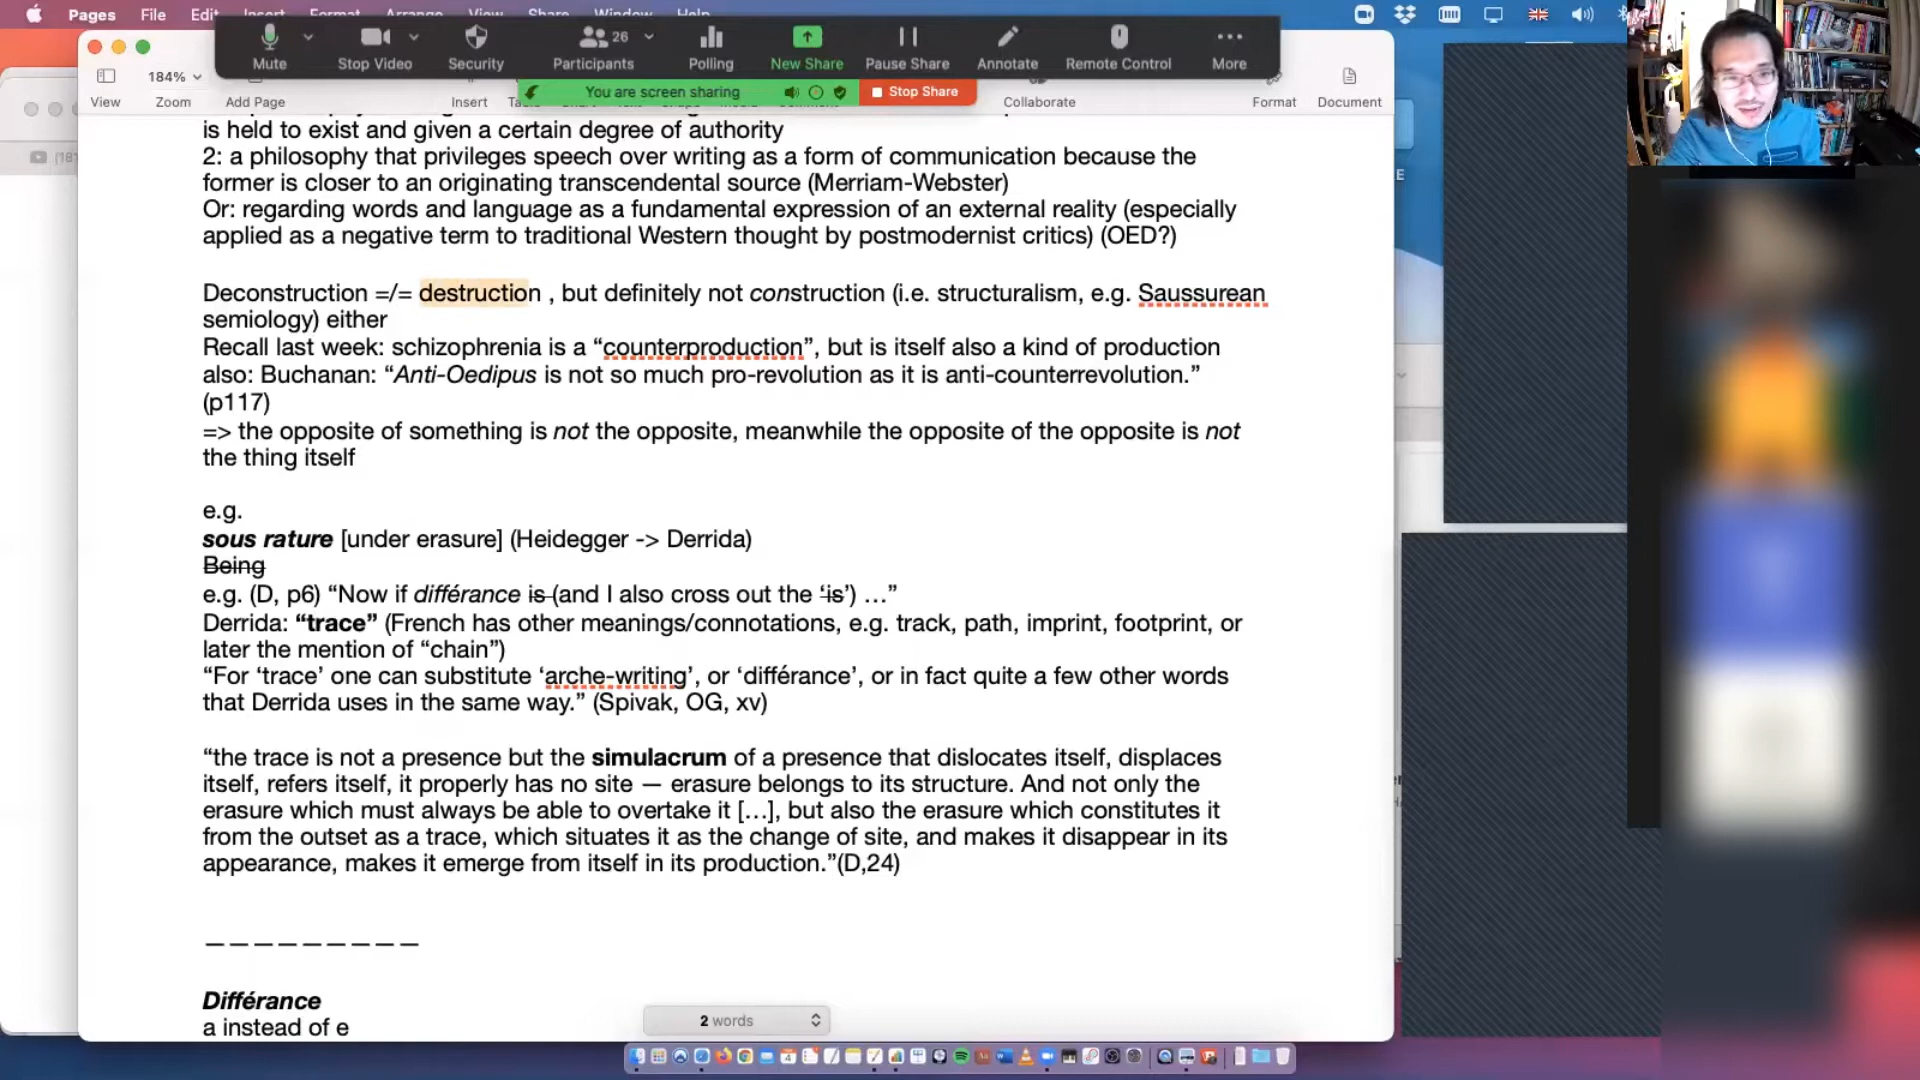 Pages File Edit Insert Format Arrange View Share Window Help
Mute Stop Video Security Participants 26 Polling New Share Pause Share Annotate Remote Control More
184%
You are screen sharing Stop Share
View Zoom Add Page Insert Collaborate Format Document
is held to exist and given a certain degree of authority
2: a philosophy that privileges speech over writing as a form of communication because the
former is closer to an originating transcendental source (Merriam-Webster)
Or: regarding words and language as a fundamental expression of an external reality (especially
applied as a negative term to traditional Western thought by postmodernist critics) (OED?)
Deconstruction =/= destruction , but definitely not construction (i.e. structuralism, e.g. Saussurean
semiology) either
Recall last week: schizophrenia is a “counterproduction”, but is itself also a kind of production
also: Buchanan: “Anti-Oedipus is not so much pro-revolution as it is anti-counterrevolution.”
(p117)
=> the opposite of something is not the opposite, meanwhile the opposite of the opposite is not
the thing itself
e.g.
sous rature [under erasure] (Heidegger -> Derrida)
Being
e.g. (D, p6) “Now if différance is (and I also cross out the ‘is’) …”
Derrida: “trace” (French has other meanings/connotations, e.g. track, path, imprint, footprint, or
later the mention of “chain”)
“For ‘trace’ one can substitute ‘arche-writing’, or ‘différance’, or in fact quite a few other words
that Derrida uses in the same way.” (Spivak, OG, xv)
“the trace is not a presence but the simulacrum of a presence that dislocates itself, displaces
itself, refers itself, it properly has no site — erasure belongs to its structure. And not only the
erasure which must always be able to overtake it […], but also the erasure which constitutes it
from the outset as a trace, which situates it as the change of site, and makes it disappear in its
appearance, makes it emerge from itself in its production.”(D,24)
— — — — — — — — —
Différance
a instead of e
2 words